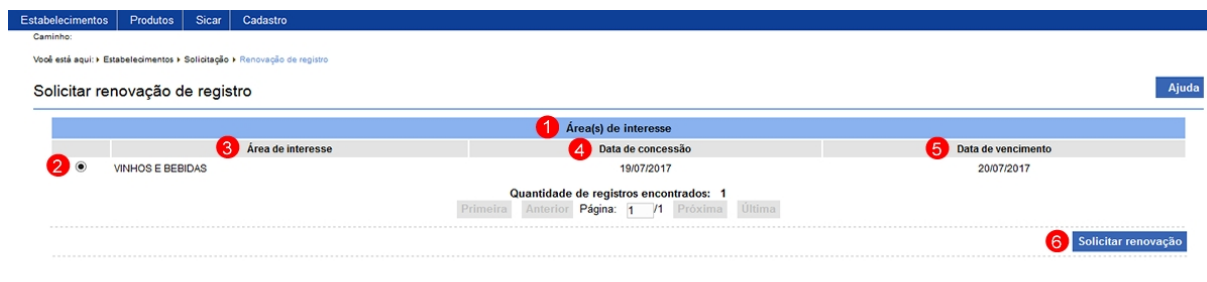 Estabelecimentos Produtos Sicar Cadastro
Caminho:
Você está aqui: Estabelecimentos Solicitação Renovação de registro
Solicitar renovação de registro Ajuda
1 Área(s) de interesse
3 Área de interesse 4 Data de concessão 5 Data de vencimento
2 VINHOS E BEBIDAS 19/07/2017 20/07/2017
Quantidade de registros encontrados: 1
Primeira Anterior Página: 1 /1 Próxima Última
6 Solicitar renovação